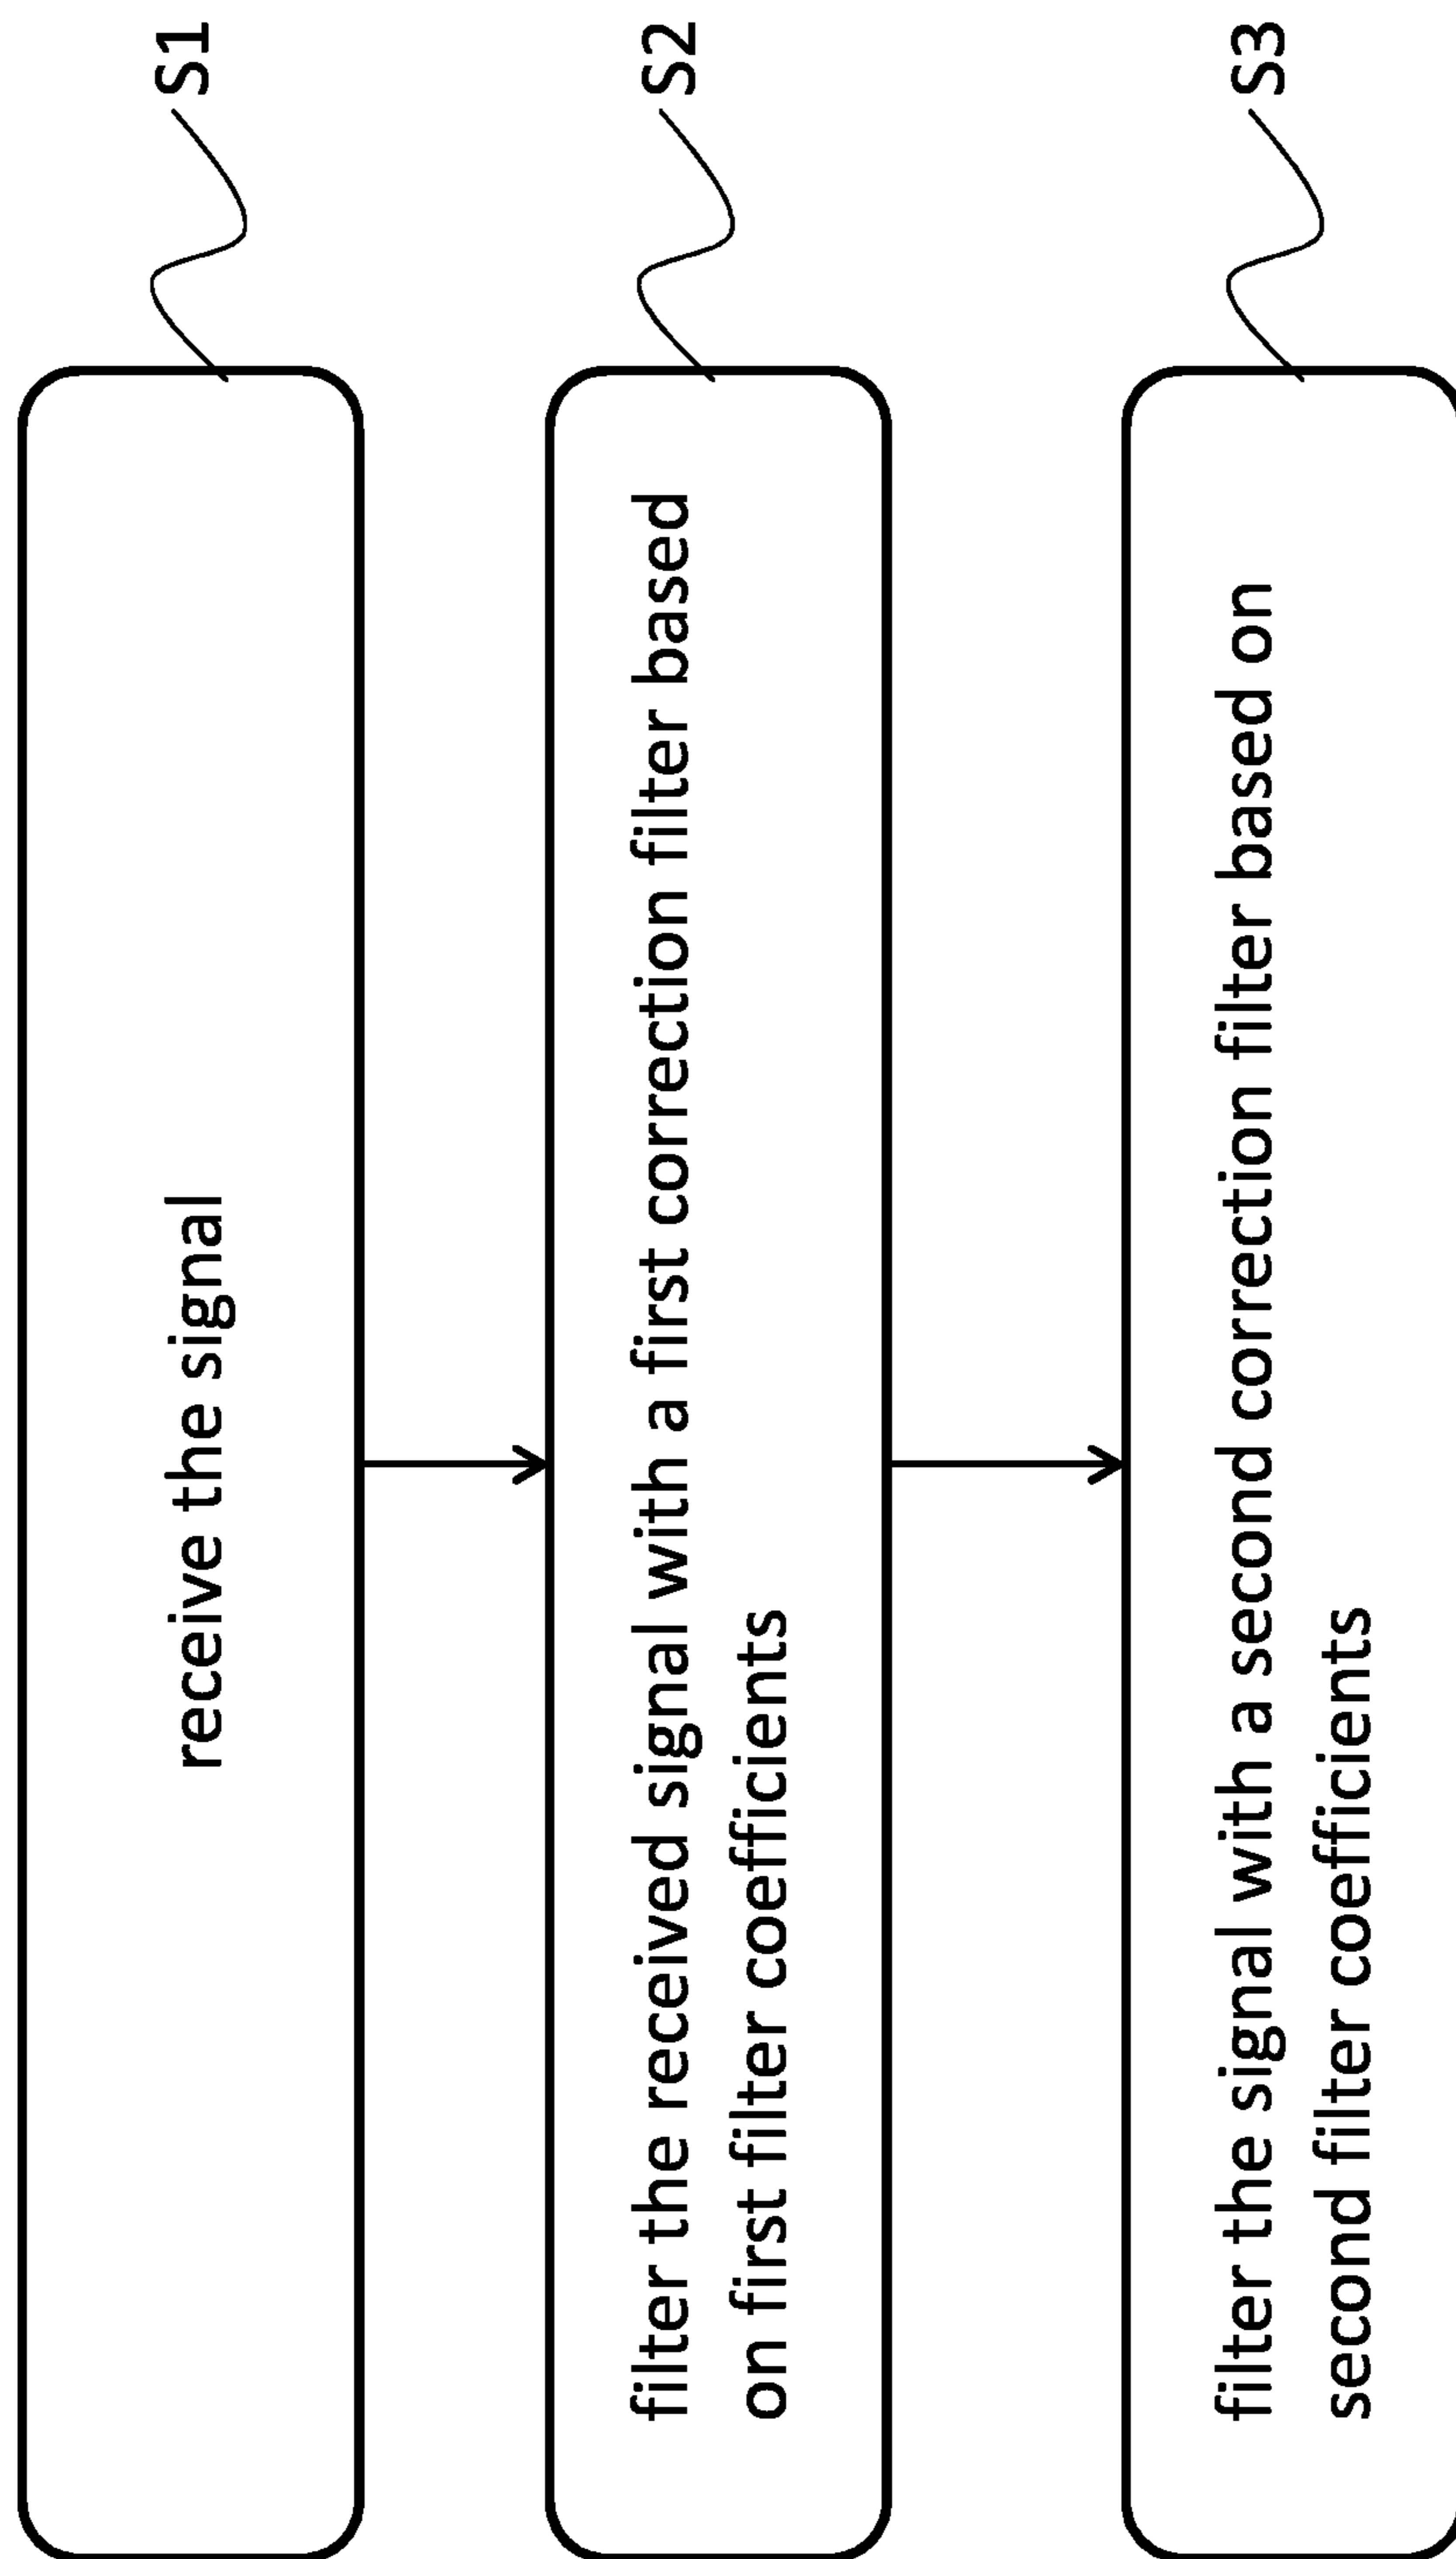 receive the signal
S1
filter the received signal with a first correction filter based
on first filter coefficients
S2
filter the signal with a second correction filter based on
second filter coefficients
S3